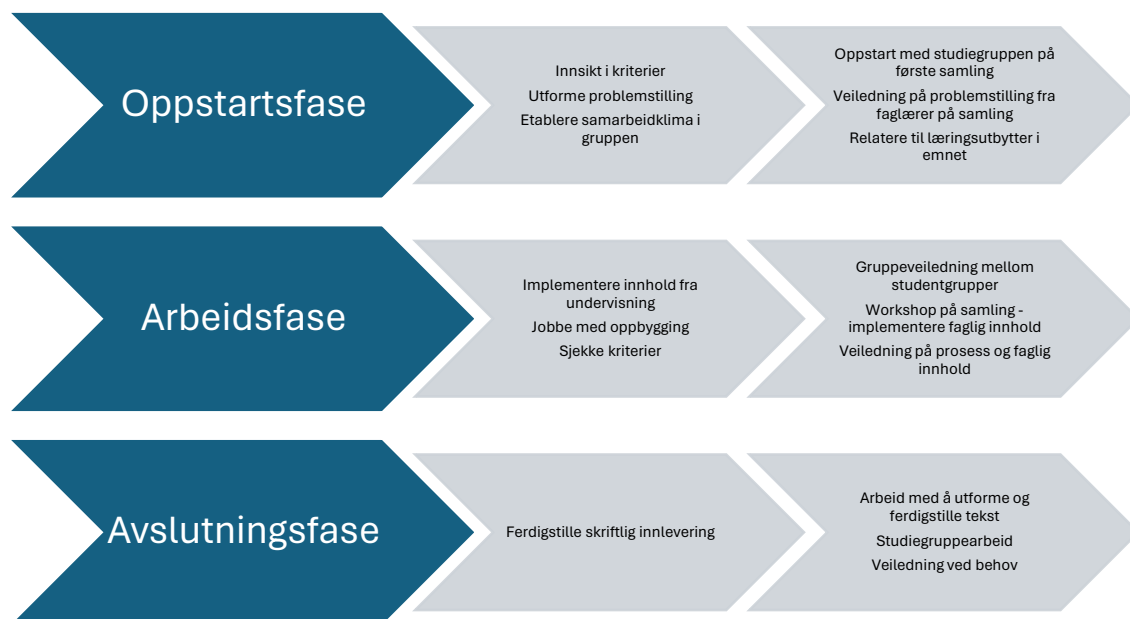 Oppstartsfase
Innsikt i kriterier
Utforme problemstilling
Etablere samarbeidklima i
gruppen
Oppstart med studiegruppen på
første samling
Veiledning på problemstilling fra
faglærer på samling
Relatere til læringsutbytter i
emnet
Arbeidsfase
Implementere innhold fra
undervisning
Jobbe med oppbygging
Sjekke kriterier
Gruppeveiledning mellom
studentgrupper
Workshop på samling -
implementere faglig innhold
Veiledning på prosess og faglig
innhold
Avslutningsfase
Ferdigstille skriftlig innlevering
Arbeid med å utforme og
ferdigstille tekst
Studiegruppearbeid
Veiledning ved behov